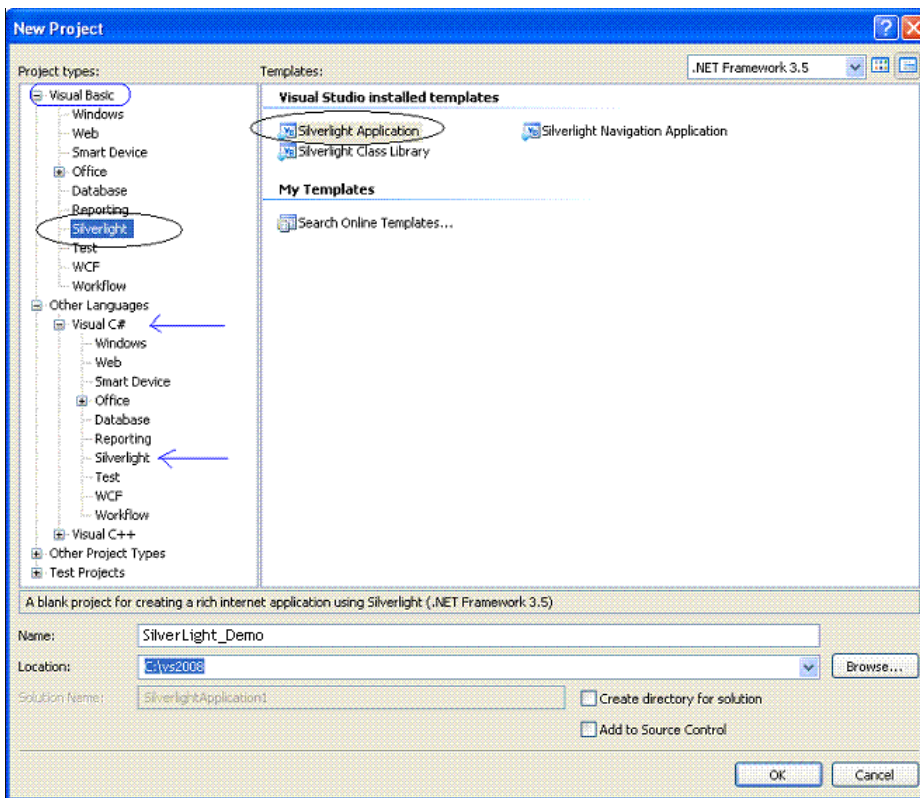 New Project
Project types:
Templates:
.NET Framework 3.5
Visual Basic
Windows
Web
Smart Device
Office
Database
Reporting
Silverlight
Test
WCF
Workflow
Other Languages
Visual C#
Windows
Web
Smart Device
Office
Database
Reporting
Silverlight
Test
WCF
Workflow
Visual C++
Other Project Types
Test Projects
Visual Studio installed templates
Silverlight Application
Silverlight Navigation Application
Silverlight Class Library
My Templates
Search Online Templates...
A blank project for creating a rich internet application using Silverlight (.NET Framework 3.5)
Name:
SilverLight_Demo
Location:
C:\vs2008
Browse...
Solution Name:
SilverlightApplication1
Create directory for solution
Add to Source Control
OK
Cancel